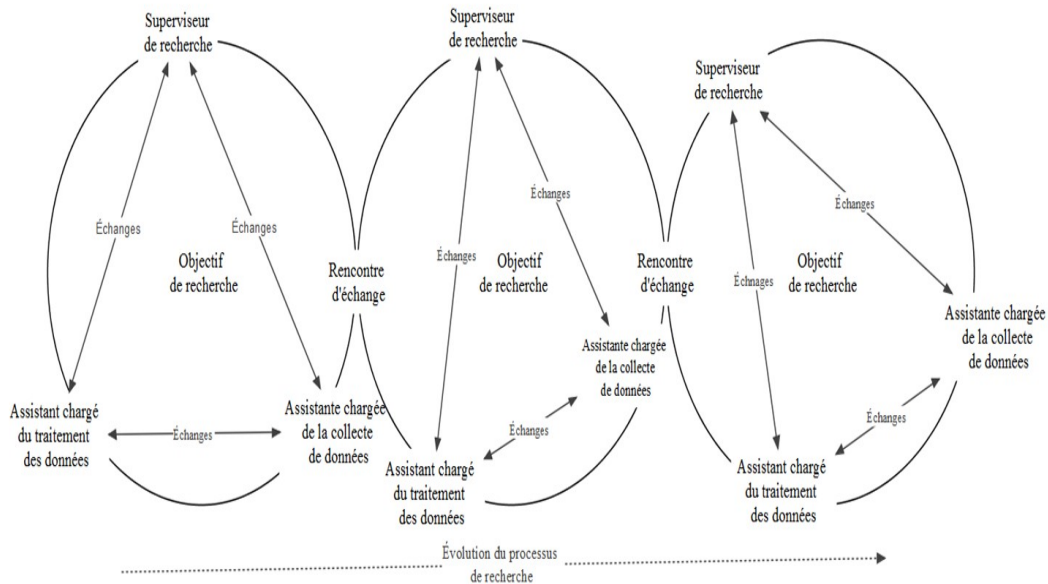 Superviseur
de recherche
Échanges
Échanges
Objectif
de recherche
Assistant chargé
du traitement
des données
Échanges
Assistante chargée
de la collecte
de données
Rencontre
d'échange
Superviseur
de recherche
Échanges
Échanges
Objectif
de recherche
Assistante chargée
de la collecte
de données
Échanges
Assistant chargé
du traitement
des données
Rencontre
d'échange
Superviseur
de recherche
Échanges
Échnages
Objectif
de recherche
Assistante chargée
de la collecte
de données
Échanges
Assistant chargé
du traitement
des données
Évolution du processus
de recherche